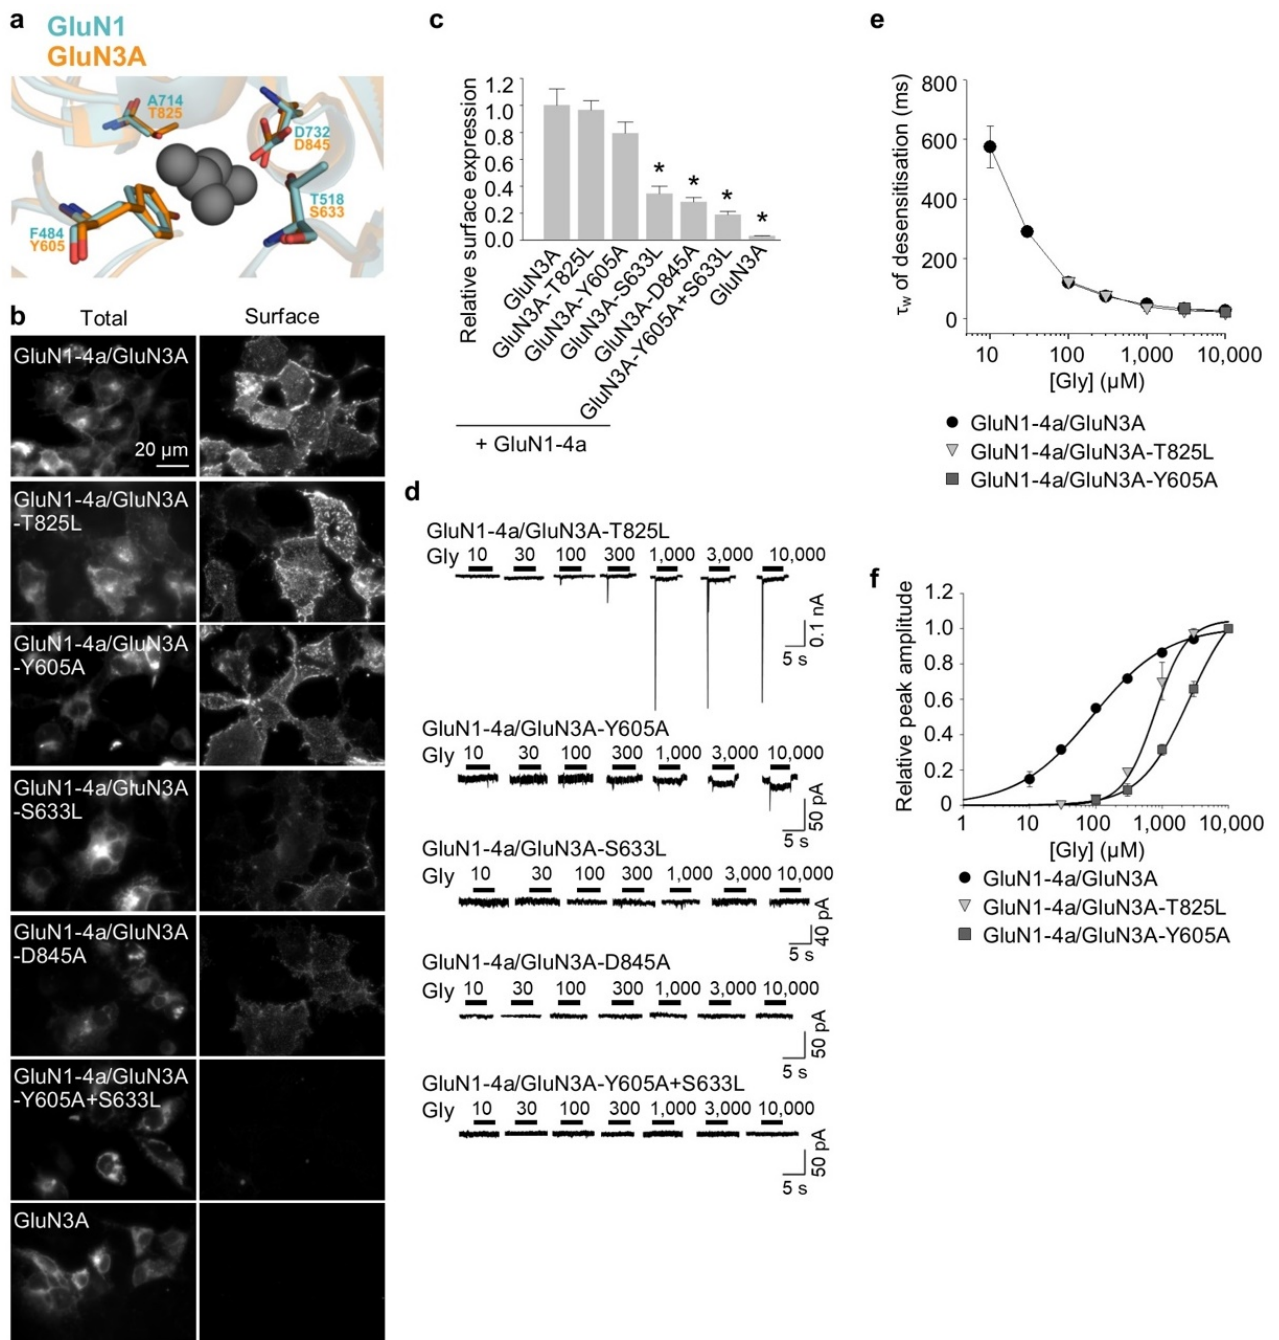 a
GluN1
GluN3A
A714
T825
D732
D845
T518
S633
F484
Y605
b
Total
Surface
GluN1-4a/GluN3A
20 µm
GluN1-4a/GluN3A
-T825L
GluN1-4a/GluN3A
-Y605A
GluN1-4a/GluN3A
-S633L
GluN1-4a/GluN3A
-D845A
GluN1-4a/GluN3A
-Y605A+S633L
GluN3A
c
Relative surface expression
1.2
1.0
0.8
0.6
0.4
0.2
0.0
* * * *
GluN3A
GluN3A-T825L
GluN3A-Y605A
GluN3A-S633L
GluN3A-D845A
GluN3A-Y605A+S633L
GluN3A
+ GluN1-4a
d
GluN1-4a/GluN3A-T825L
Gly 10 30 100 300 1,000 3,000 10,000
0.1 nA
5 s
GluN1-4a/GluN3A-Y605A
Gly 10 30 100 300 1,000 3,000 10,000
50 pA
5 s
GluN1-4a/GluN3A-S633L
Gly 10 30 100 300 1,000 3,000 10,000
40 pA
5 s
GluN1-4a/GluN3A-D845A
Gly 10 30 100 300 1,000 3,000 10,000
50 pA
5 s
GluN1-4a/GluN3A-Y605A+S633L
Gly 10 30 100 300 1,000 3,000 10,000
50 pA
5 s
e
τw of desensitisation (ms)
800
600
400
200
0
10 100 1,000 10,000
[Gly] (µM)
GluN1-4a/GluN3A
GluN1-4a/GluN3A-T825L
GluN1-4a/GluN3A-Y605A
f
Relative peak amplitude
1.2
1.0
0.8
0.6
0.4
0.2
0
1 10 100 1,000 10,000
[Gly] (µM)
GluN1-4a/GluN3A
GluN1-4a/GluN3A-T825L
GluN1-4a/GluN3A-Y605A